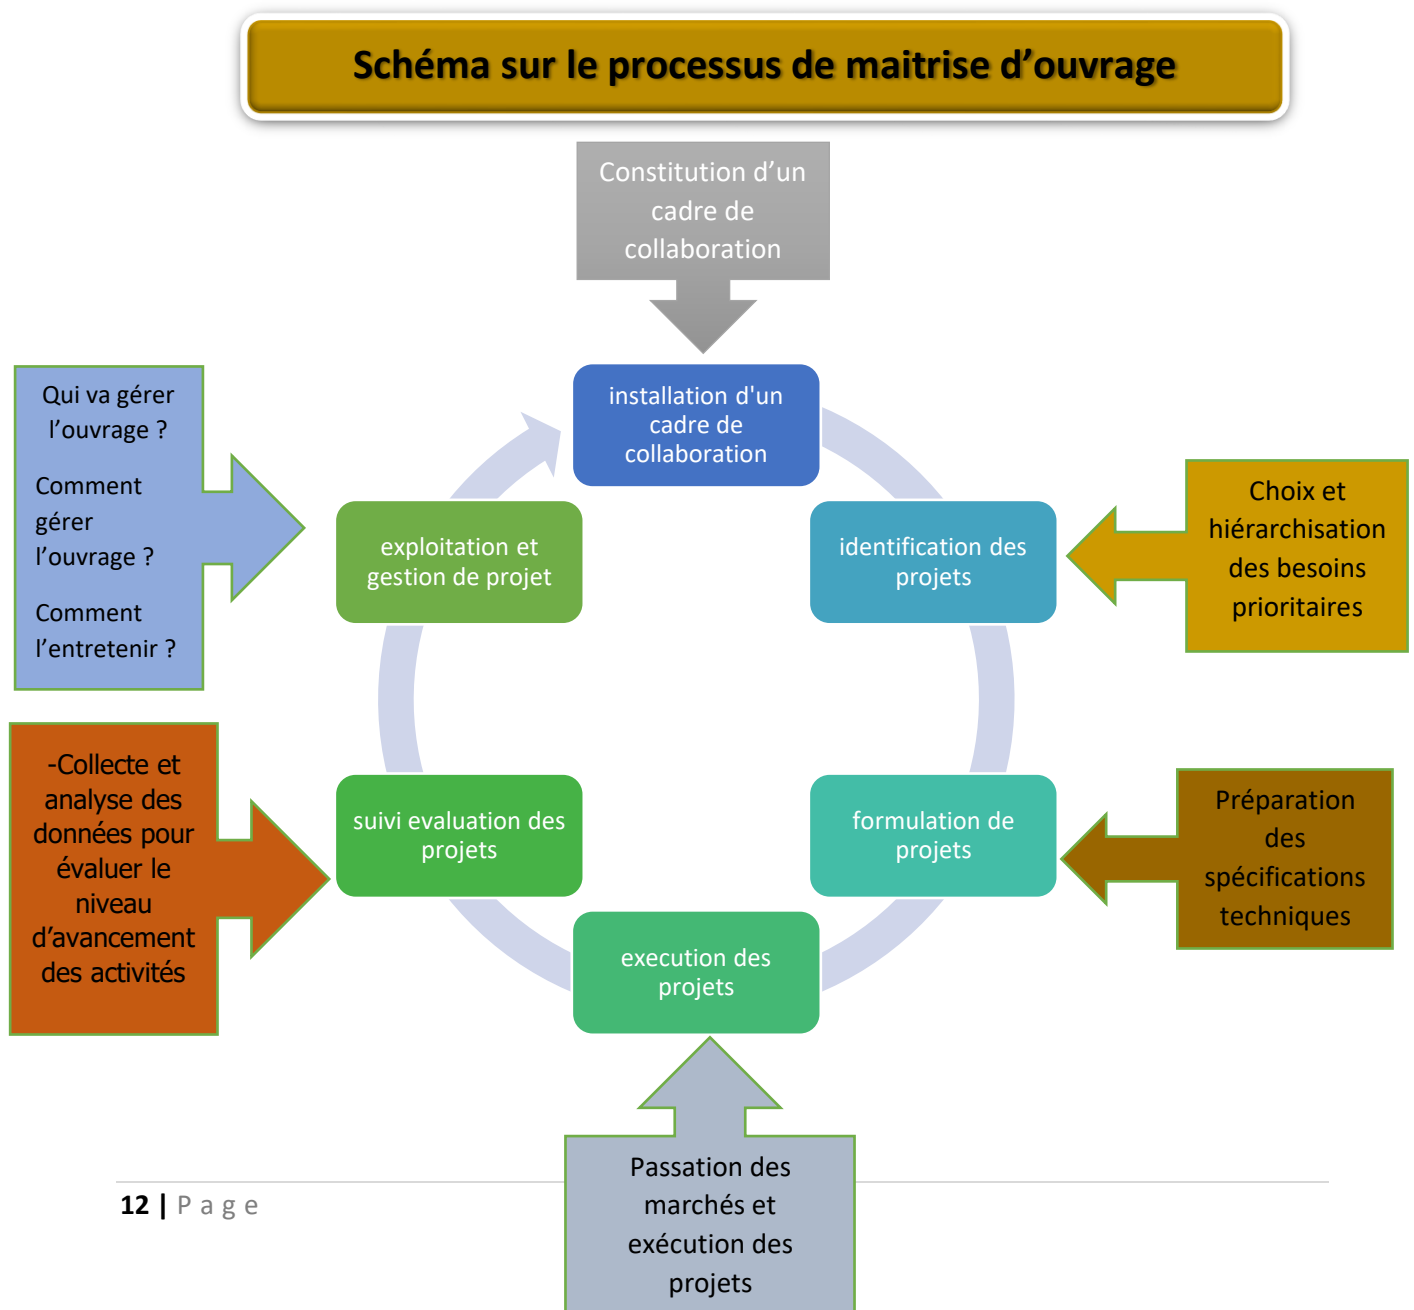 Schéma sur le processus de maitrise d’ouvrage
Constitution d’un
cadre de
collaboration
installation d'un
cadre de
collaboration
Qui va gérer
l’ouvrage ?
Comment
gérer
l’ouvrage ?
Comment
l’entretenir ?
exploitation et
gestion de projet
identification des
projets
Choix et
hiérarchisation
des besoins
prioritaires
-Collecte et
analyse des
données pour
évaluer le
niveau
d’avancement
des activités
suivi evaluation des
projets
formulation de
projets
Préparation
des
spécifications
techniques
execution des
projets
Passation des
marchés et
exécution des
projets
12 | P a g e